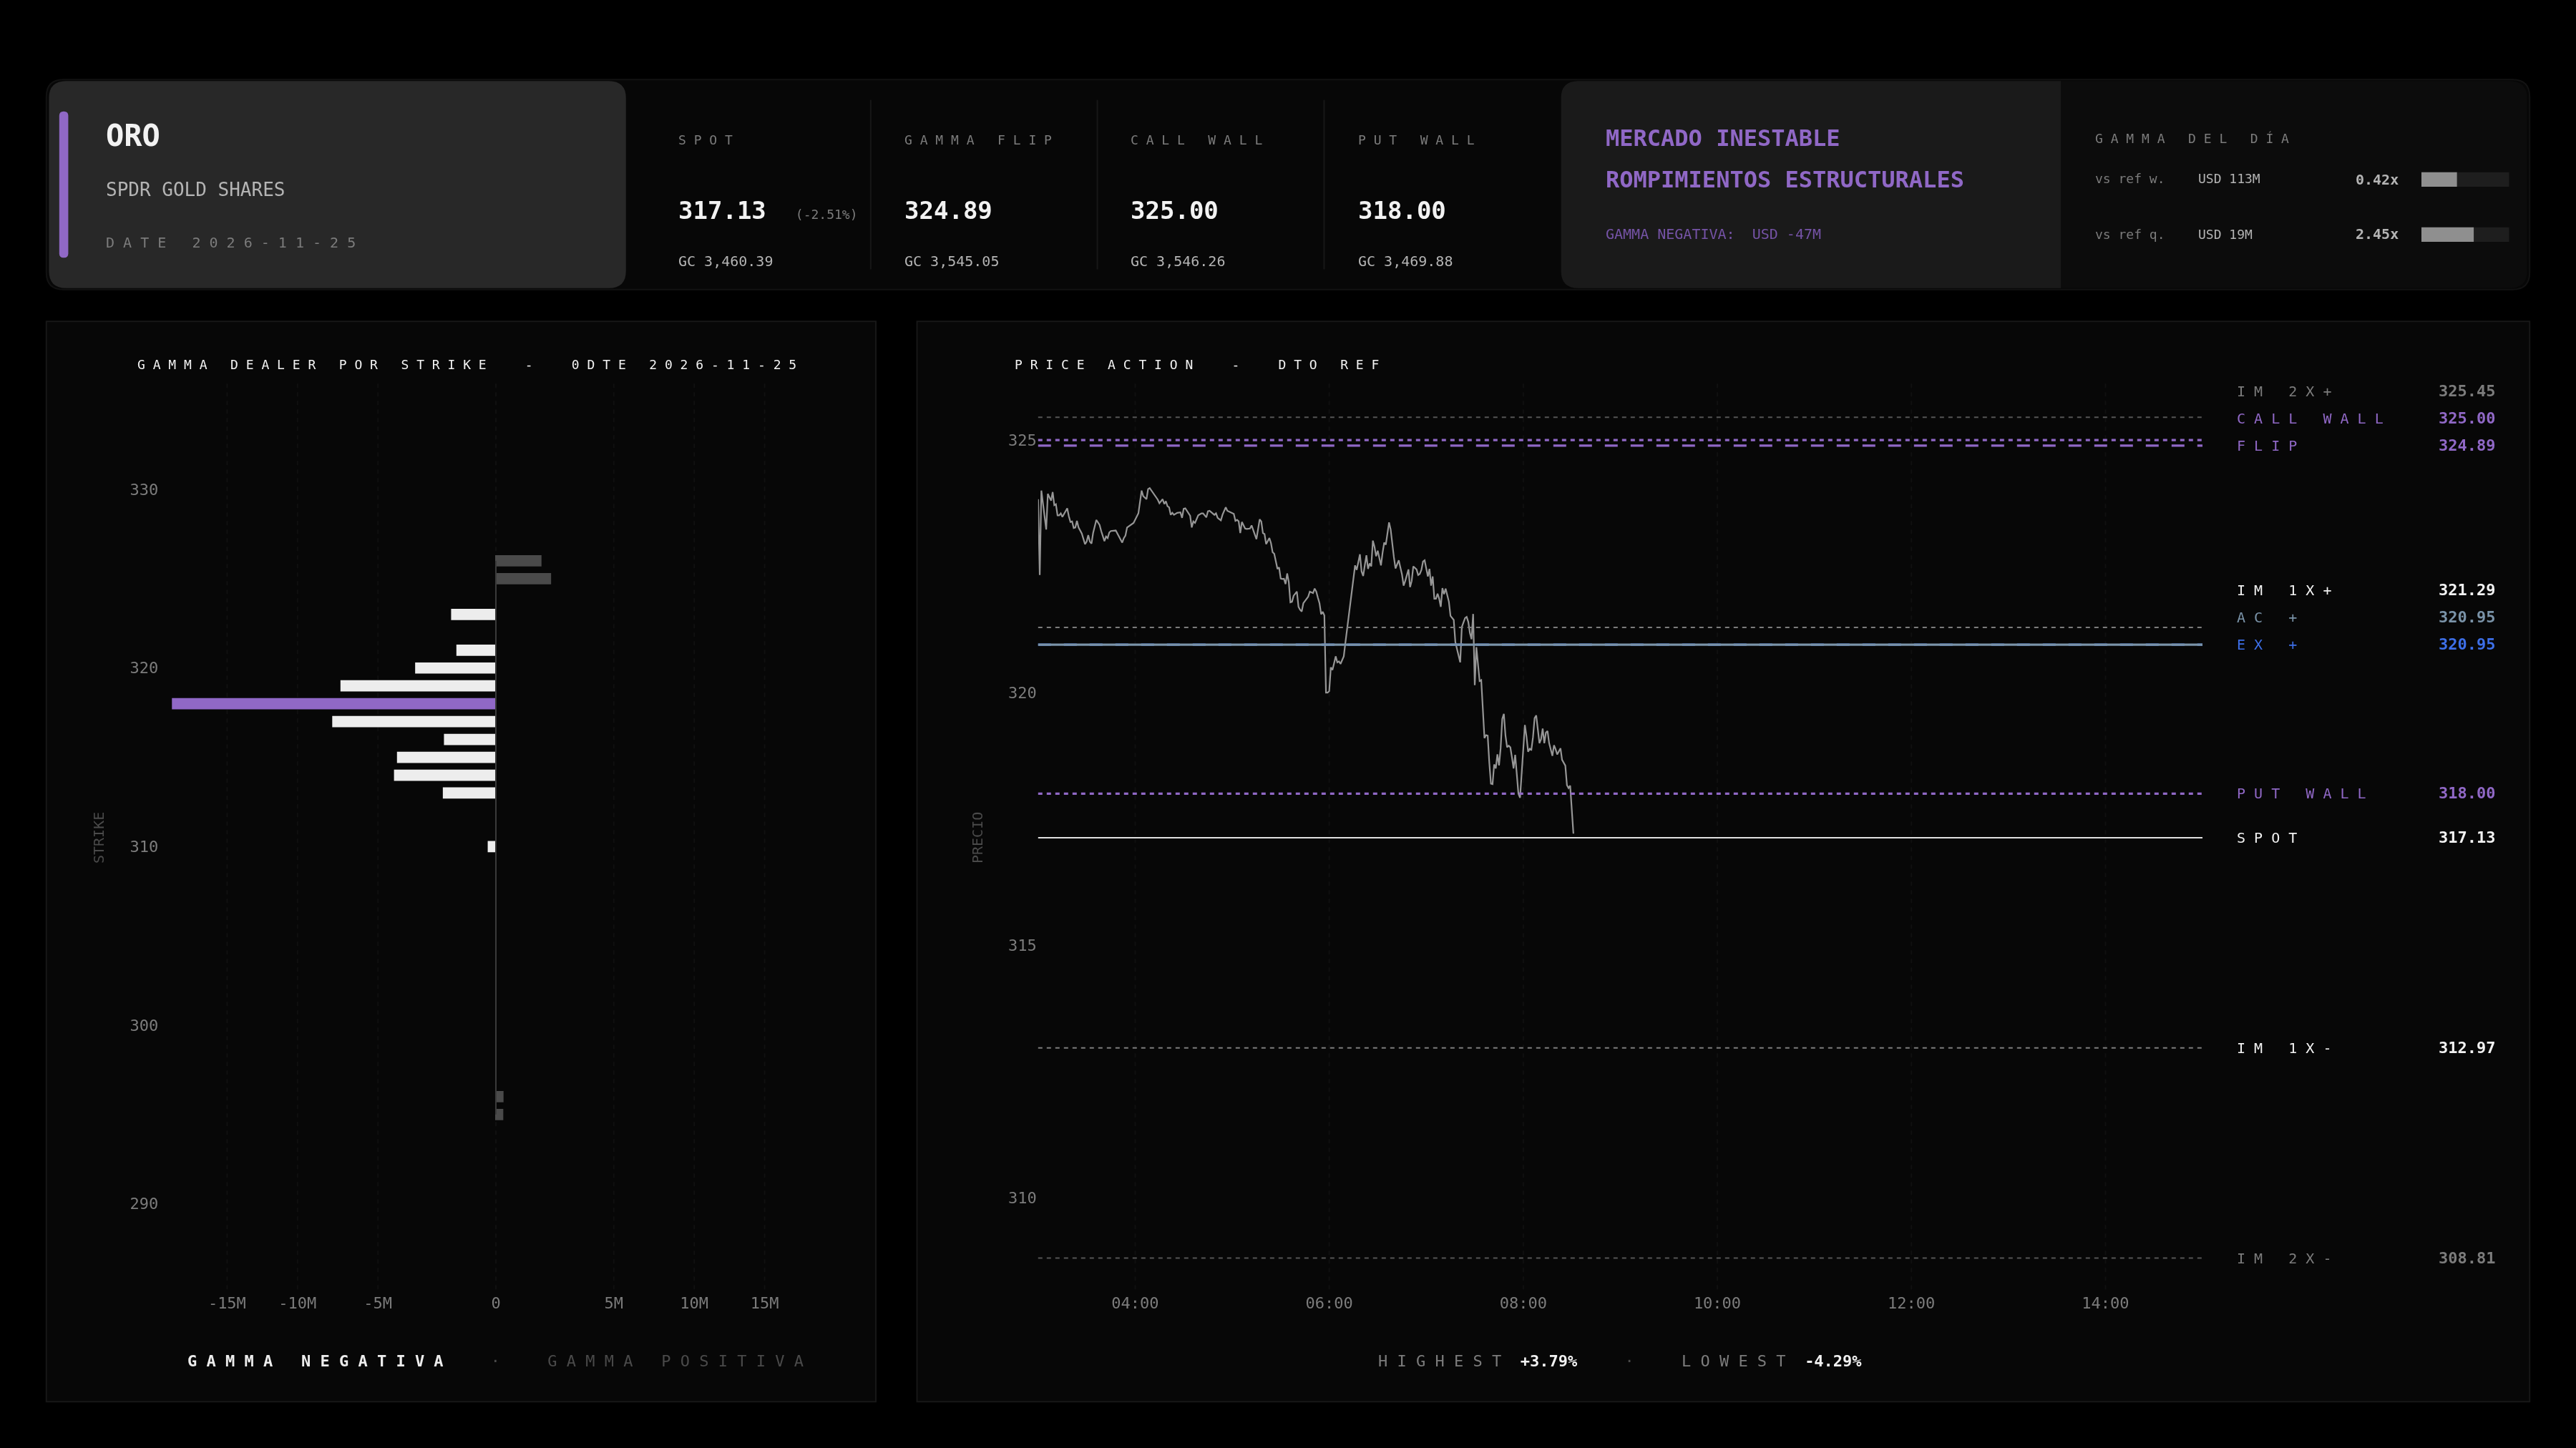 ORO
SPDR GOLD SHARES
DATE 2026-11-25
SPOT
317.13 (-2.51%)
GC 3,460.39
GAMMA FLIP
324.89
GC 3,545.05
CALL WALL
325.00
GC 3,546.26
PUT WALL
318.00
GC 3,469.88
MERCADO INESTABLE
ROMPIMIENTOS ESTRUCTURALES
GAMMA NEGATIVA: USD -47M
GAMMA DEL DÍA
vs ref w. USD 113M 0.42x
vs ref q. USD 19M 2.45x
GAMMA DEALER POR STRIKE - 0DTE 2026-11-25
STRIKE
330
320
310
300
290
-15M -10M -5M 0 5M 10M 15M
GAMMA NEGATIVA · GAMMA POSITIVA
PRICE ACTION - DTO REF
PRECIO
325
320
315
310
04:00 06:00 08:00 10:00 12:00 14:00
IM 2X+ 325.45
CALL WALL 325.00
FLIP 324.89
IM 1X+ 321.29
AC + 320.95
EX + 320.95
PUT WALL 318.00
SPOT 317.13
IM 1X- 312.97
IM 2X- 308.81
HIGHEST +3.79% · LOWEST -4.29%